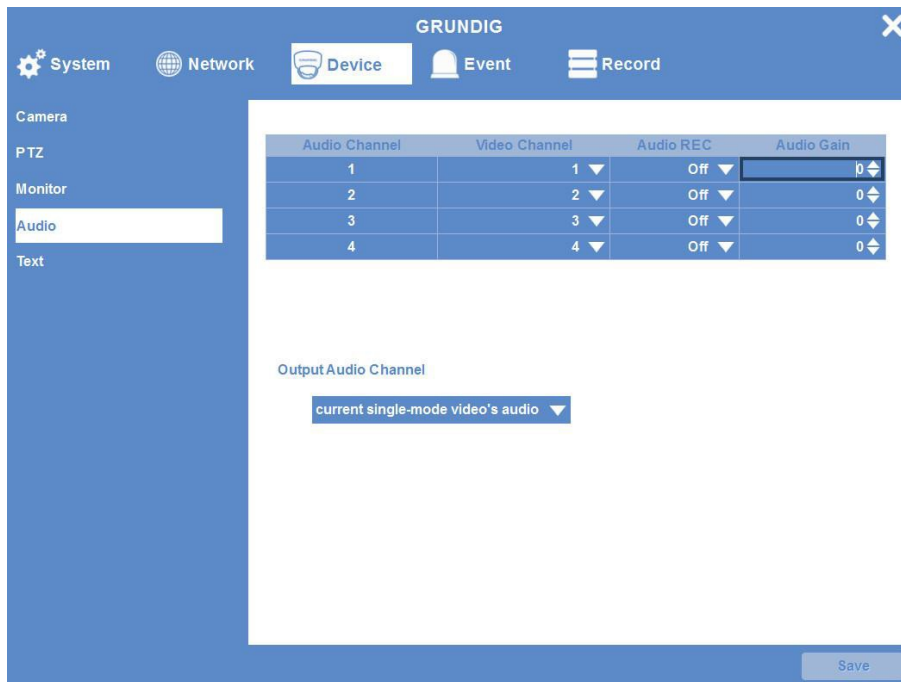 GRUNDIG
System Network Device Event Record
Camera
PTZ
Monitor
Audio
Text
Audio Channel Video Channel Audio REC Audio Gain
1 1 Off 0
2 2 Off 0
3 3 Off 0
4 4 Off 0
Output Audio Channel
current single-mode video's audio
Save